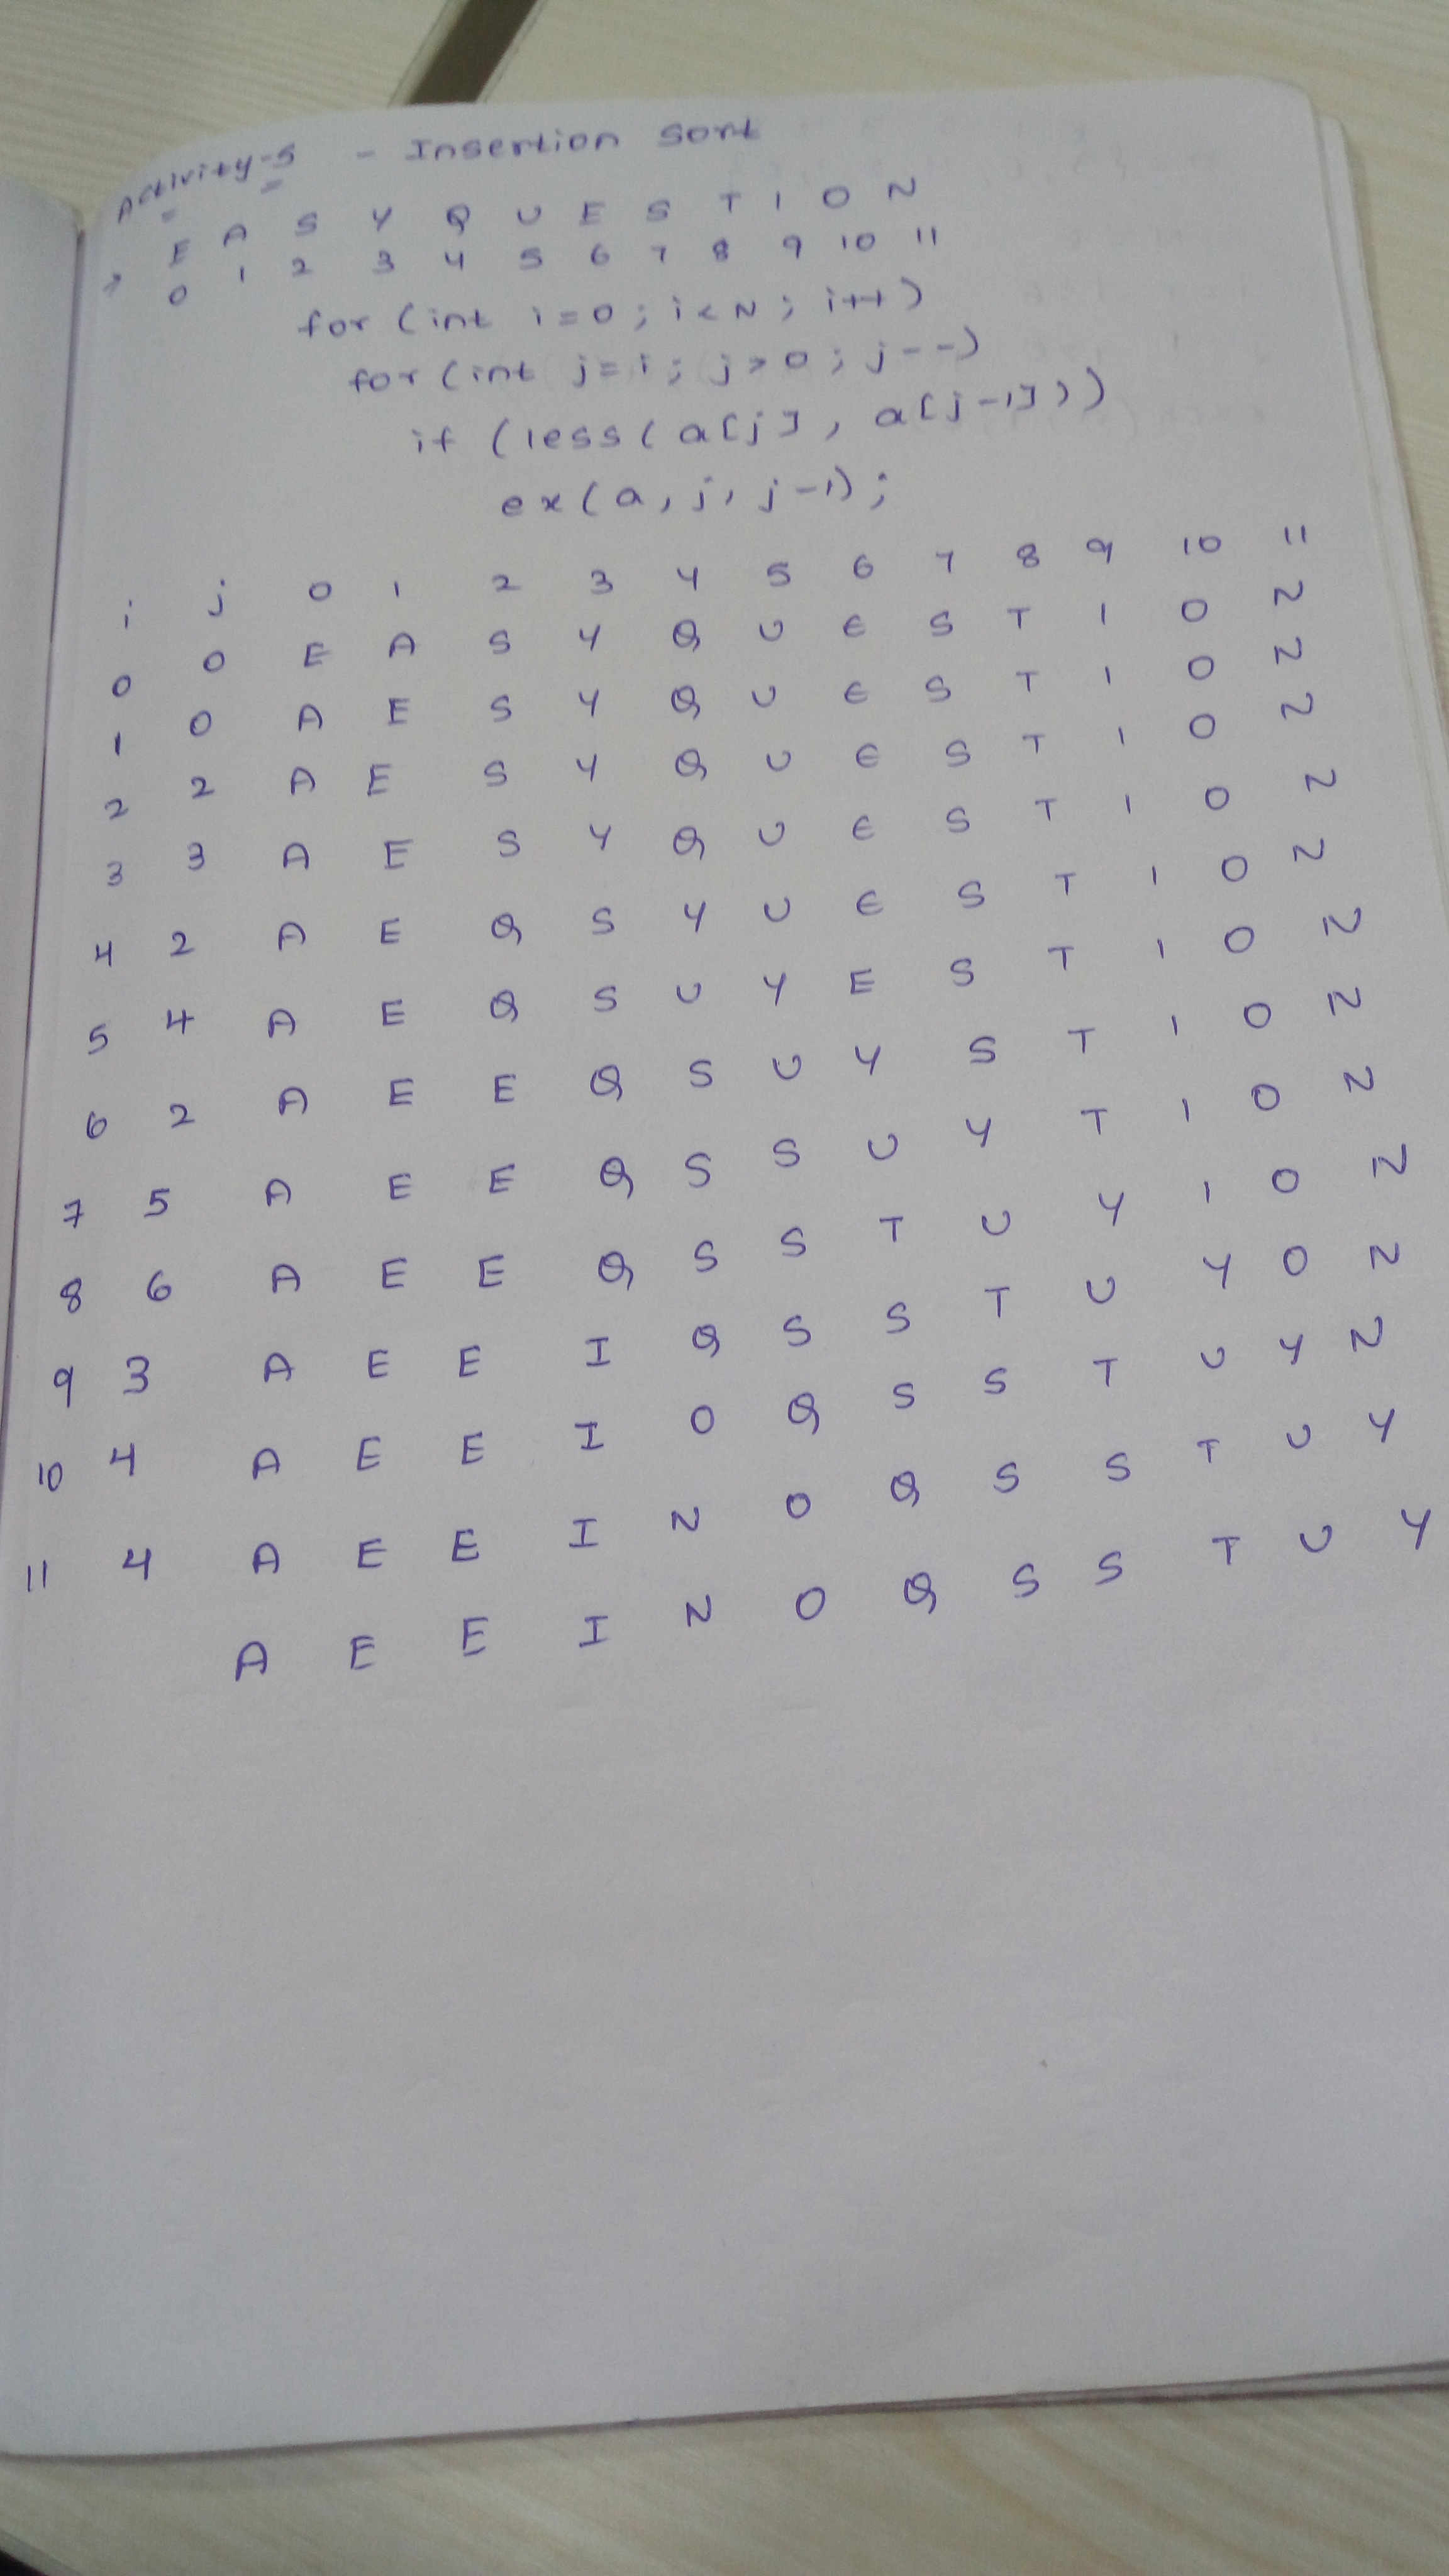 Activity-5 - Insertion sort
E A S Y Q U E S T I O N
0 1 2 3 4 5 6 7 8 9 10 11
for (int i=0; i<N; i++)
for (int j=i; j>0; j--)
if (less(a[j], a[j-1]))
ex(a, j, j-1);
i j 0 1 2 3 4 5 6 7 8 9 10 11
0 0 E A S Y Q U E S T I O N
1 0 A E S Y Q U E S T I O N
2 2 A E S Y Q U E S T I O N
3 3 A E S Y Q U E S T I O N
4 2 A E Q S Y U E S T I O N
5 4 A E Q S U Y E S T I O N
6 2 A E E Q S U Y S T I O N
7 5 A E E Q S S U Y T I O N
8 6 A E E Q S S T U Y I O N
9 3 A E E I Q S S T U Y O N
10 4 A E E I O Q S S T U Y N
11 4 A E E I N O Q S S T U Y
A E E I N O Q S S T U Y